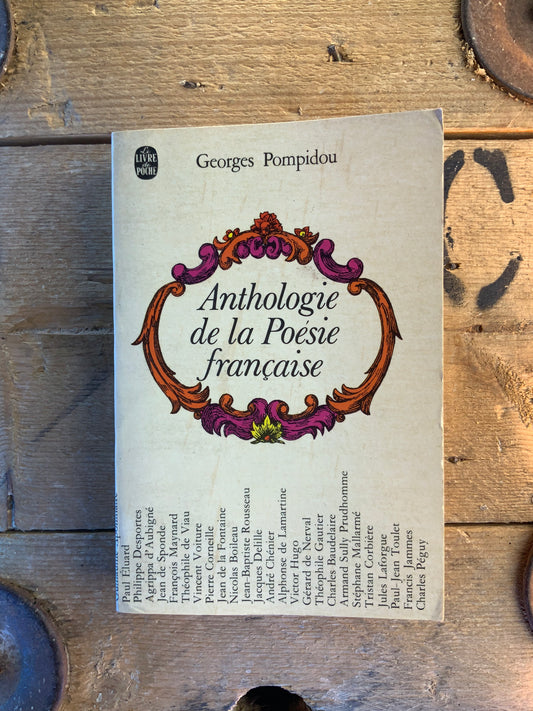 Le
LIVRE
de
POCHE
Georges Pompidou
Anthologie
de la Poésie
française
Paul Éluard
Philippe Desportes
Agrippa d'Aubigné
Jean de Sponde
François Maynard
Théophile de Viau
Vincent Voiture
Pierre Corneille
Jean de la Fontaine
Nicolas Boileau
Jean-Baptiste Rousseau
Jacques Delille
André Chénier
Alphonse de Lamartine
Victor Hugo
Gérard de Nerval
Théophile Gautier
Charles Baudelaire
Armand Sully Prudhomme
Stéphane Mallarmé
Tristan Corbière
Jules Laforgue
Paul-Jean Toulet
Francis Jammes
Charles Péguy